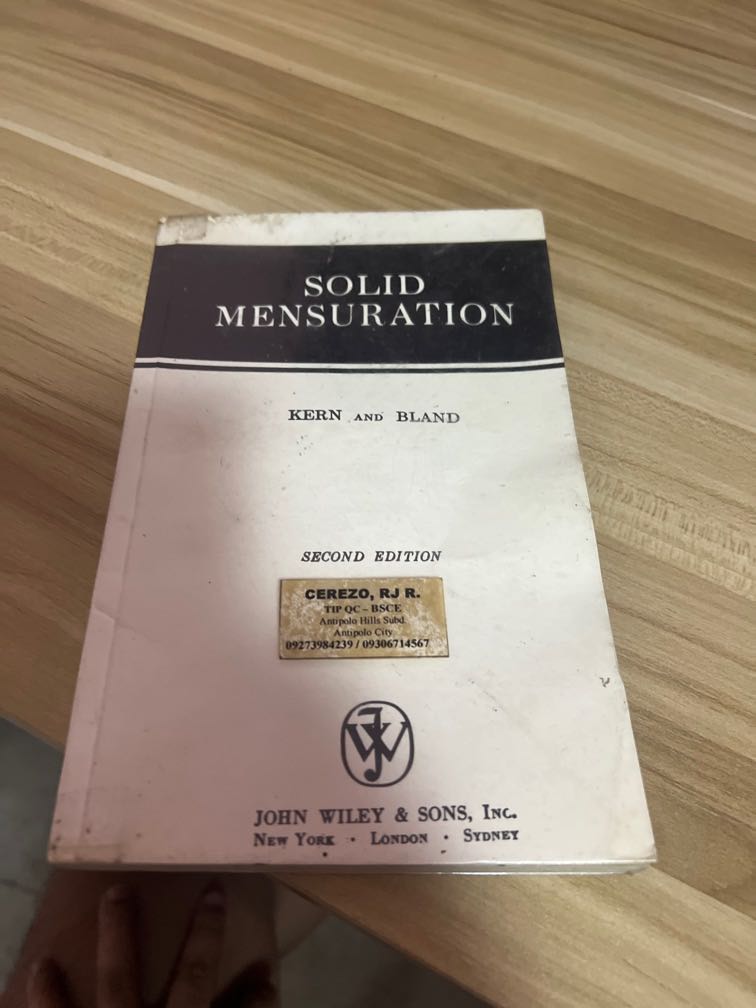 SOLID
MENSURATION
KERN AND BLAND
SECOND EDITION
CEREZO, RJ R.
TIP QC – BSCE
Antipolo Hills Subd.
Antipolo City
09273984239 / 09306714567
JW
JOHN WILEY & SONS, INC.
NEW YORK · LONDON · SYDNEY